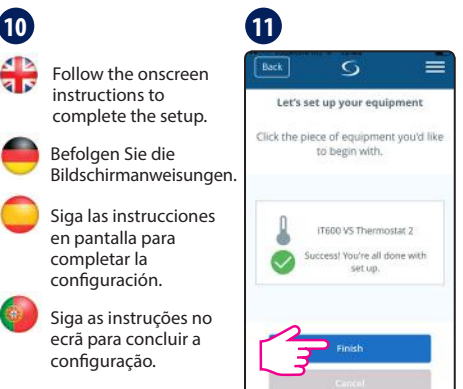 10
Follow the onscreen
instructions to
complete the setup.
Befolgen Sie die
Bildschirmanweisungen.
Siga las instrucciones
en pantalla para
completar la
configuración.
Siga as instruções no
ecrã para concluir a
configuração.
11
Back
Let's set up your equipment
Click the piece of equipment you'd like
to begin with.
iT600 VS Thermostat 2
Success! You're all done with
set up.
Finish
Cancel